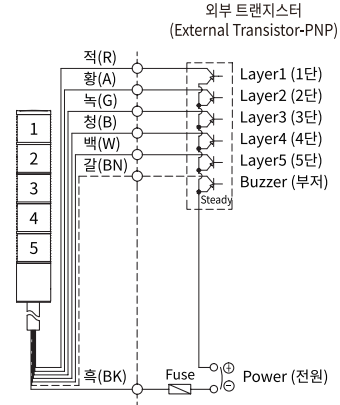 외부 트랜지스터
(External Transistor-PNP)
적(R)
황(A)
녹(G)
청(B)
백(W)
갈(BN)
Layer1 (1단)
Layer2 (2단)
Layer3 (3단)
Layer4 (4단)
Layer5 (5단)
Buzzer (부저)
Steady
1
2
3
4
5
흑(BK)
Fuse
+
−
Power (전원)